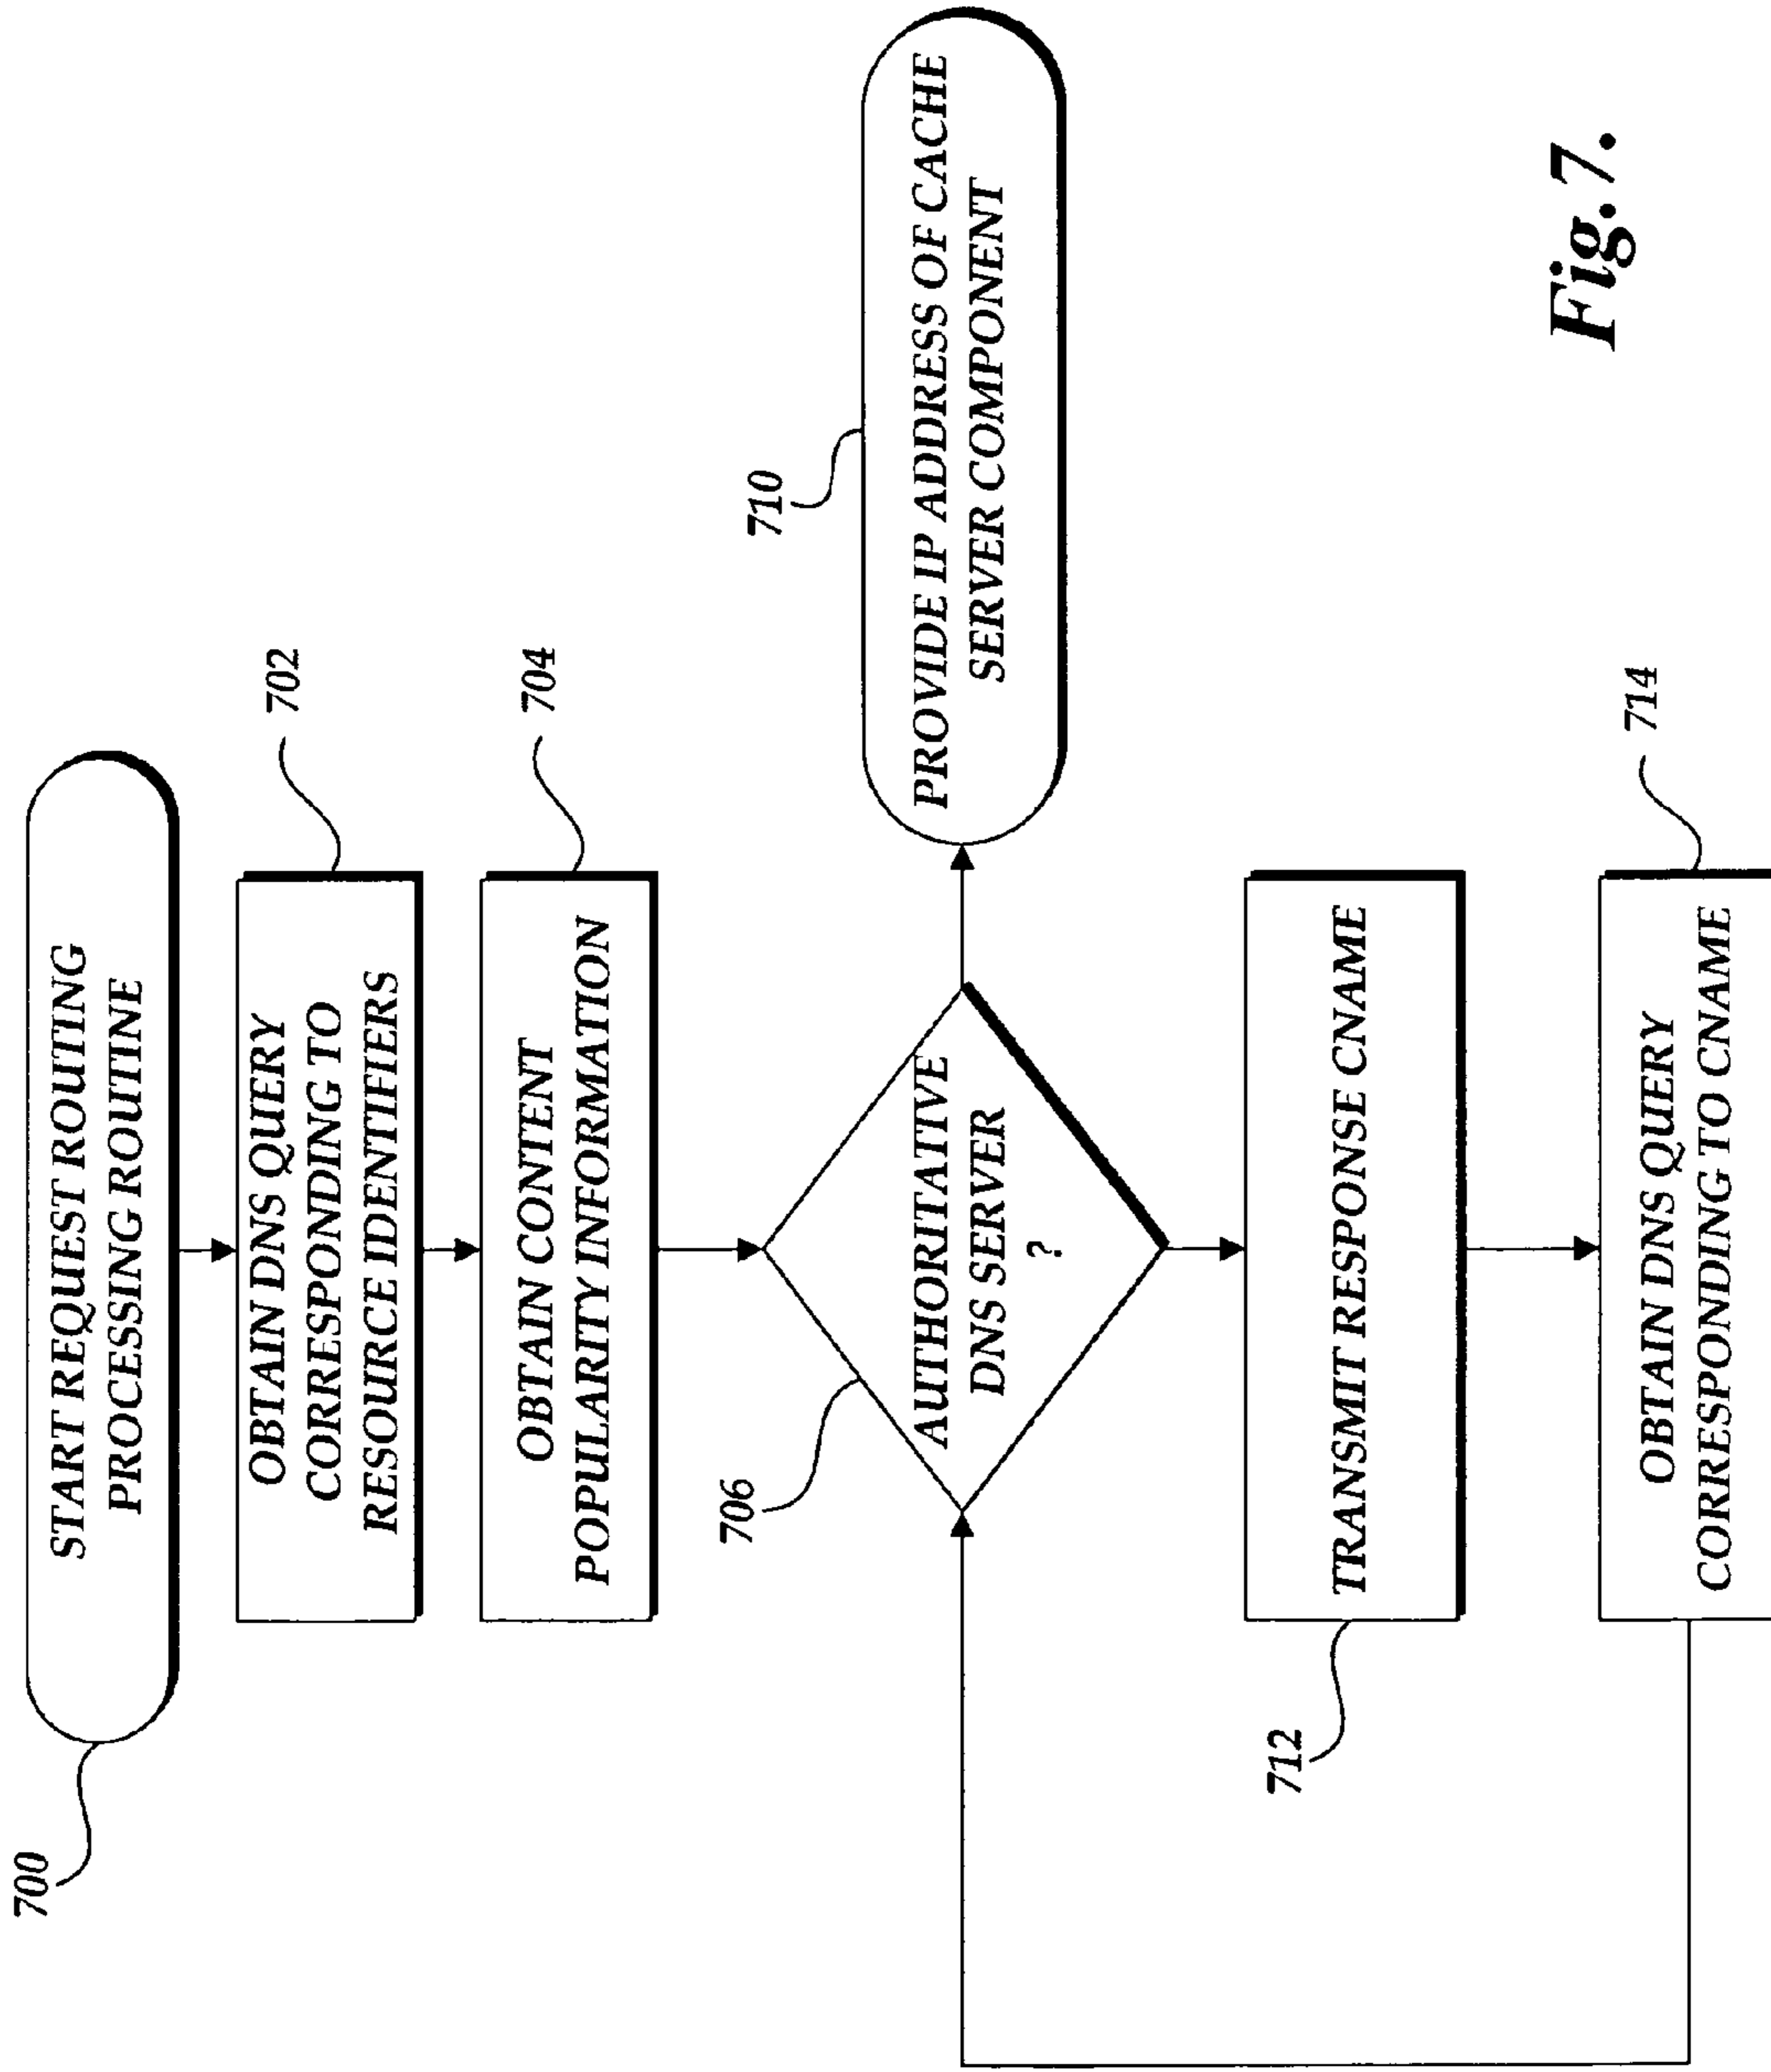 700
START REQUEST ROUTING
PROCESSING ROUTINE
OBTAIN DNS QUERY
CORRESPONDING TO
RESOURCE IDENTIFIERS
702
OBTAIN CONTENT
POPULARITY INFORMATION
704
706
AUTHORITATIVE
DNS SERVER
?
710
PROVIDE IP ADDRESS OF CACHE
SERVER COMPONENT
712
TRANSMIT RESPONSE CNAME
OBTAIN DNS QUERY
CORRESPONDING TO CNAME
714
Fig.7.